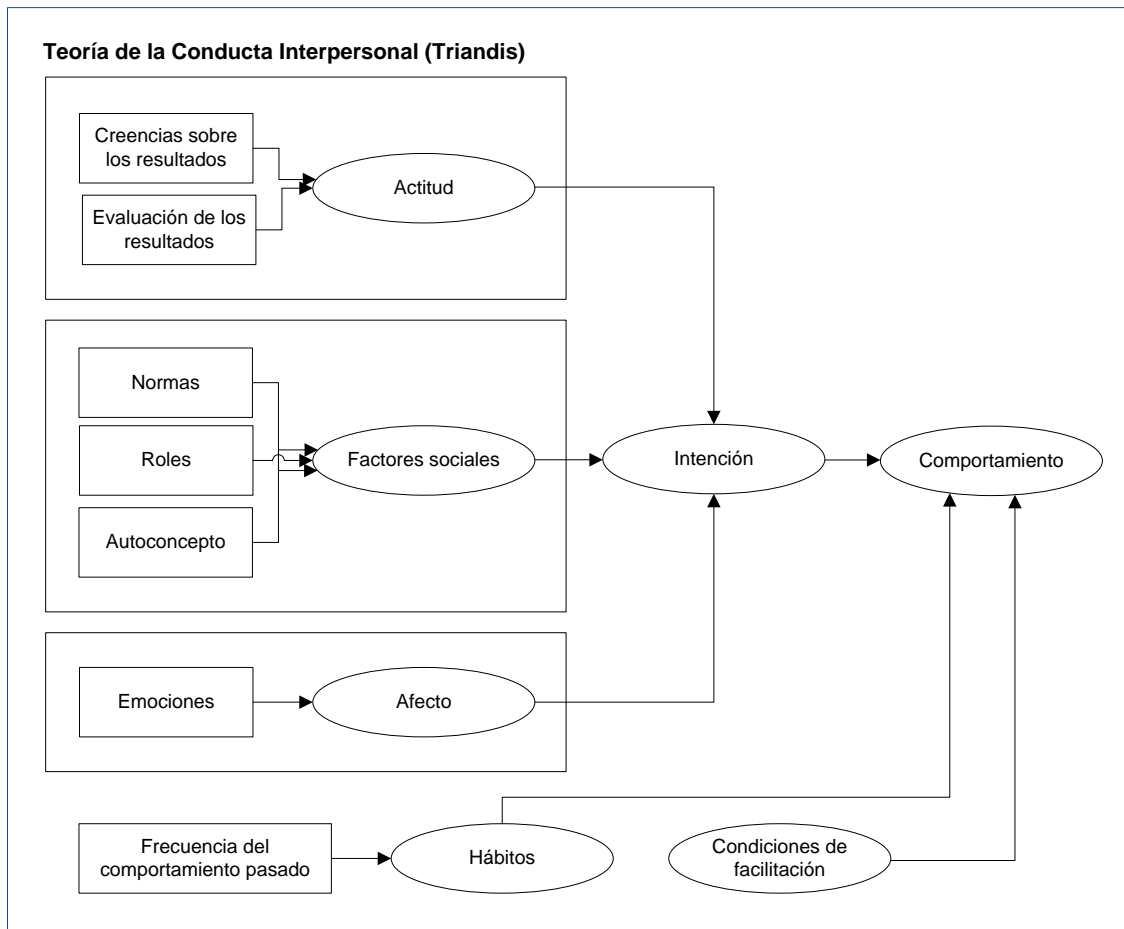 Teoría de la Conducta Interpersonal (Triandis)
Creencias sobre
los resultados
Actitud
Evaluación de los
resultados
Normas
Roles
Factores sociales
Intención
Comportamiento
Autoconcepto
Emociones
Afecto
Frecuencia del
comportamiento pasado
Hábitos
Condiciones de
facilitación